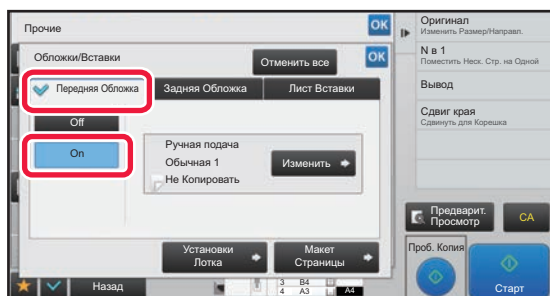 Прочие
OK
Обложки/Вставки
Отменить все
OK
Передняя Обложка
Задняя Обложка
Лист Вставки
Off
On
Ручная подача
Обычная 1
Не Копировать
Изменить
Установки
Лотка
Макет
Страницы
Назад
3 B4
4 A3
A4
Оригинал
Изменить Размер/Направл.
N в 1
Поместить Неск. Стр. на Одной
Вывод
Сдвиг края
Сдвинуть для Корешка
Предварит.
Просмотр
CA
Проб. Копия
Старт